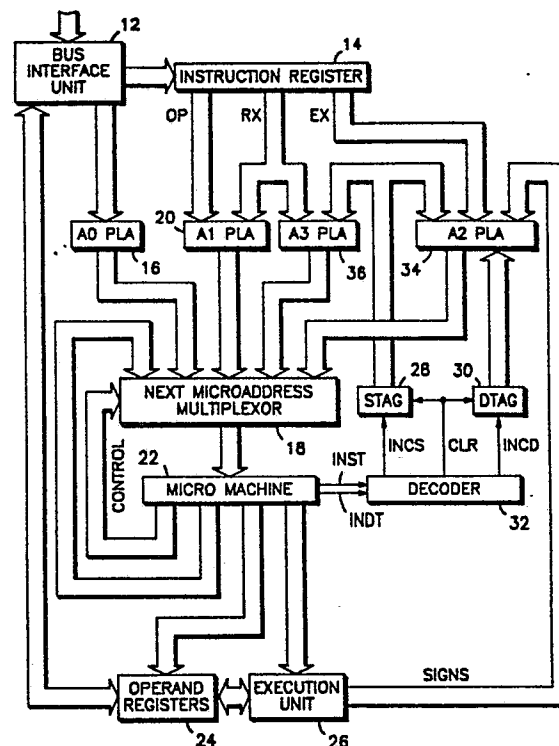 12
BUS
INTERFACE
UNIT
14
INSTRUCTION REGISTER
OP
RX
EX
20
A0 PLA
A1 PLA
A3 PLA
A2 PLA
16
36
34
28
30
STAG
DTAG
NEXT MICROADDRESS
MULTIPLEXOR
18
INCS
CLR
INCD
CONTROL
22
MICRO MACHINE
INST
INDT
DECODER
32
OPERAND
REGISTERS
24
EXECUTION
UNIT
26
SIGNS